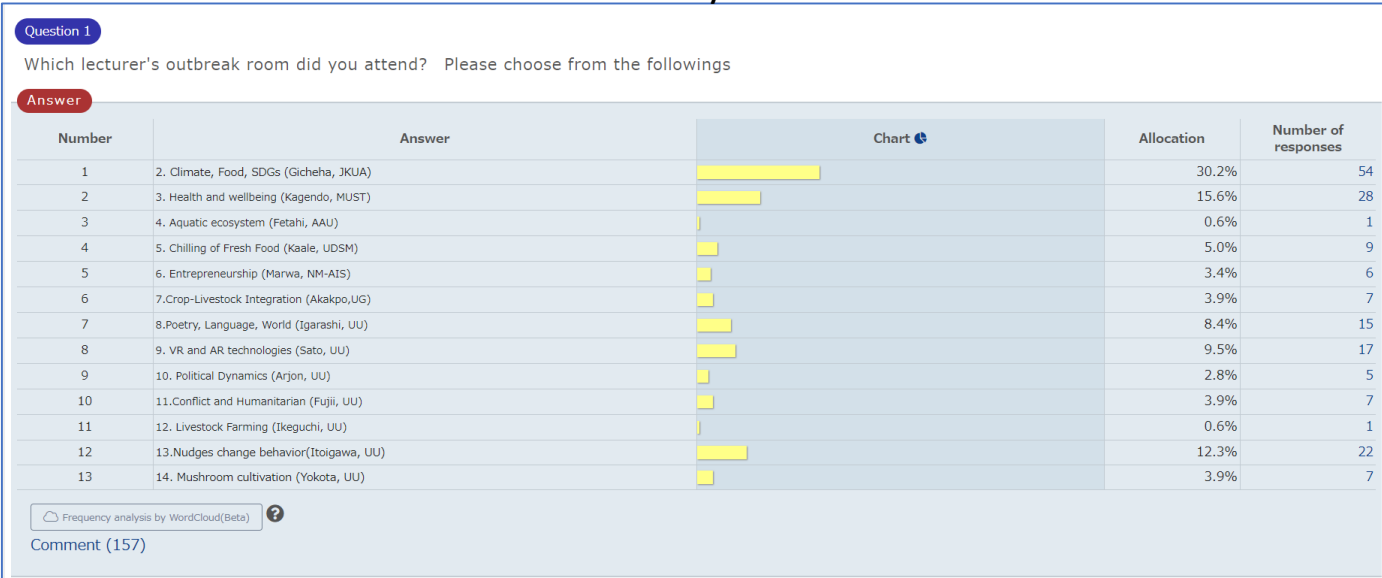 Question 1
Which lecturer's outbreak room did you attend? Please choose from the followings
Answer
Number Answer Chart Allocation Number of responses
1 2. Climate, Food, SDGs (Gicheha, JKUA) 30.2% 54
2 3. Health and wellbeing (Kagendo, MUST) 15.6% 28
3 4. Aquatic ecosystem (Fetahi, AAU) 0.6% 1
4 5. Chilling of Fresh Food (Kaale, UDSM) 5.0% 9
5 6. Entrepreneurship (Marwa, NM-AIS) 3.4% 6
6 7.Crop-Livestock Integration (Akakpo,UG) 3.9% 7
7 8.Poetry, Language, World (Igarashi, UU) 8.4% 15
8 9. VR and AR technologies (Sato, UU) 9.5% 17
9 10. Political Dynamics (Arjon, UU) 2.8% 5
10 11.Conflict and Humanitarian (Fujii, UU) 3.9% 7
11 12. Livestock Farming (Ikeguchi, UU) 0.6% 1
12 13.Nudges change behavior(Itoigawa, UU) 12.3% 22
13 14. Mushroom cultivation (Yokota, UU) 3.9% 7
Frequency analysis by WordCloud(Beta) ?
Comment (157)